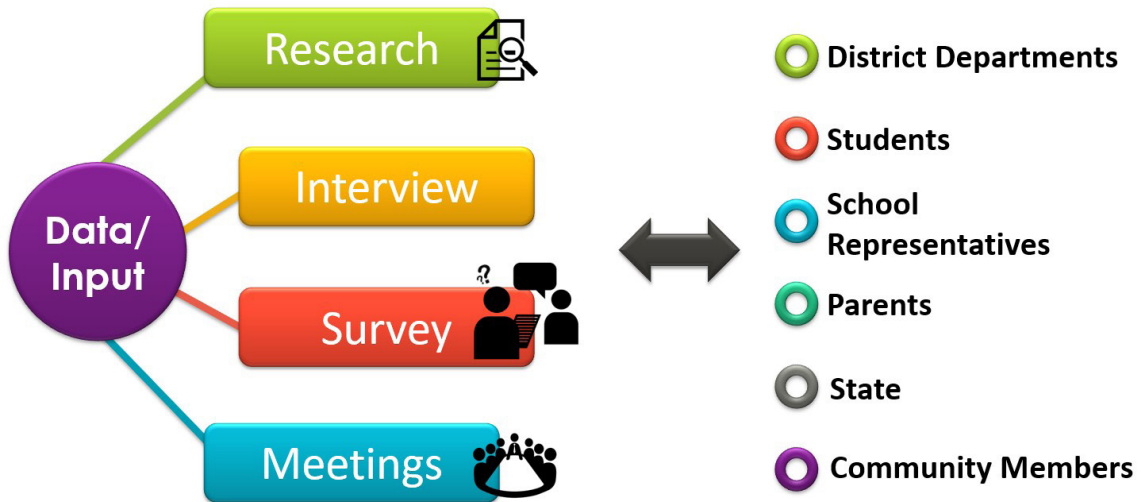 Research
Interview
Data/
Input
Survey
Meetings
District Departments
Students
School
Representatives
Parents
State
Community Members